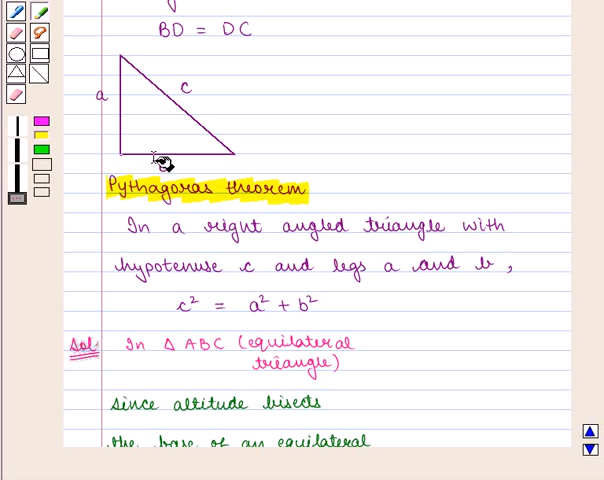 BD = DC
a
c
Pythagoras theorem
In a right angled triangle with
hypotenuse c and legs a and b,
c² = a² + b²
Sol: In Δ ABC (equilateral
triangle)
Since altitude bisects
the base of an equilateral